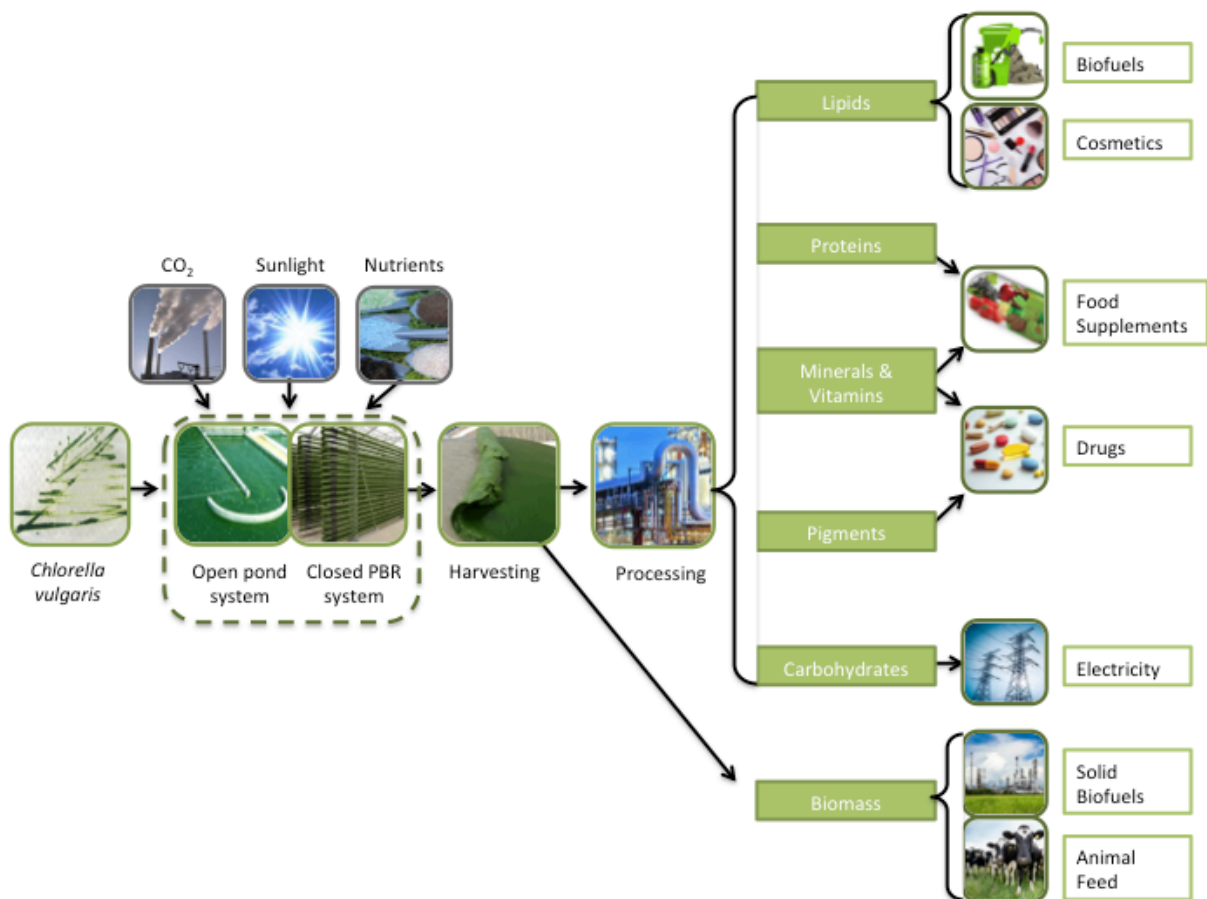 Lipids
Biofuels
Cosmetics
Proteins
CO₂
Sunlight
Nutrients
Food
Supplements
Minerals &
Vitamins
Drugs
Pigments
Chlorella
vulgaris
Open pond
system
Closed PBR
system
Harvesting
Processing
Carbohydrates
Electricity
Biomass
Solid
Biofuels
Animal
Feed